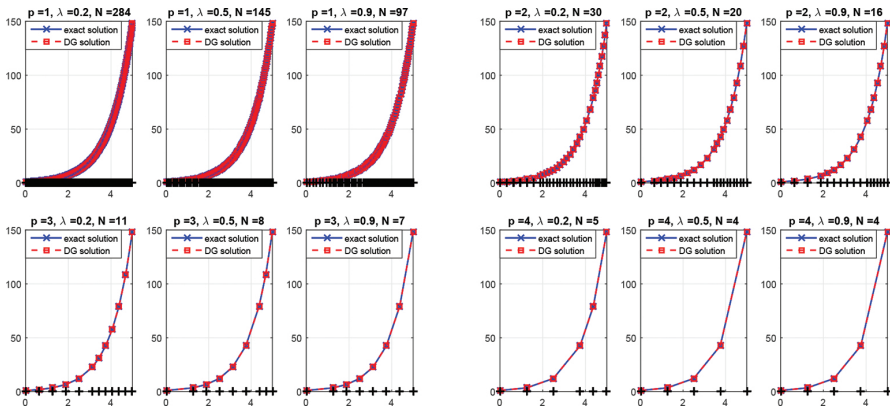 p =1, λ =0.2, N =284
exact solution
DG solution
150
100
50
0
0 2 4
p =1, λ =0.5, N =145
exact solution
DG solution
150
100
50
0
0 2 4
p =1, λ =0.9, N =97
exact solution
DG solution
150
100
50
0
0 2 4
p =2, λ =0.2, N =30
exact solution
DG solution
150
100
50
0
0 2 4
p =2, λ =0.5, N =20
exact solution
DG solution
150
100
50
0
0 2 4
p =2, λ =0.9, N =16
exact solution
DG solution
150
100
50
0
0 2 4
p =3, λ =0.2, N =11
exact solution
DG solution
150
100
50
0
0 2 4
p =3, λ =0.5, N =8
exact solution
DG solution
150
100
50
0
0 2 4
p =3, λ =0.9, N =7
exact solution
DG solution
150
100
50
0
0 2 4
p =4, λ =0.2, N =5
exact solution
DG solution
150
100
50
0
0 2 4
p =4, λ =0.5, N =4
exact solution
DG solution
150
100
50
0
0 2 4
p =4, λ =0.9, N =4
exact solution
DG solution
150
100
50
0
0 2 4